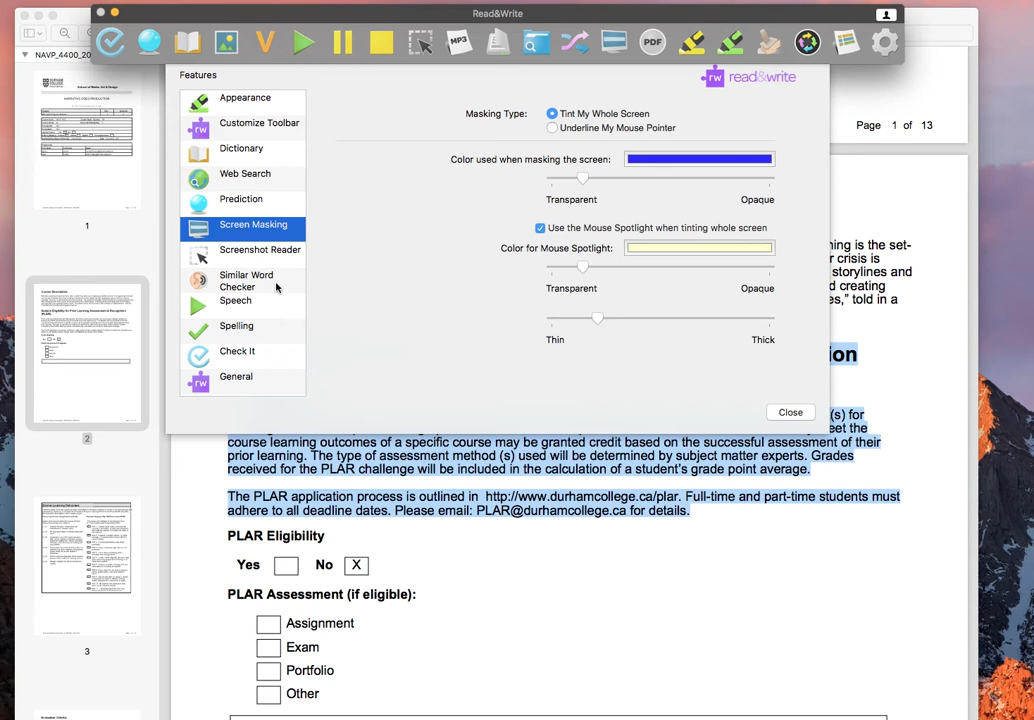 Read&Write
MP3
PDF
NAVP_4400_20
Features
rw read&write
Appearance
rw Customize Toolbar
Dictionary
Web Search
Prediction
Screen Masking
Screenshot Reader
Similar Word
Checker
Speech
Spelling
Check It
rw General
Masking Type:
Tint My Whole Screen
Underline My Mouse Pointer
Color used when masking the screen:
Transparent
Opaque
Use the Mouse Spotlight when tinting whole screen
Color for Mouse Spotlight:
Transparent
Opaque
Thin
Thick
Close
Page 1 of 13
ning is the set-
r crisis is
storylines and
d creating
es,” told in a
ion
(s) for
eet the
course learning outcomes of a specific course may be granted credit based on the successful assessment of their
prior learning. The type of assessment method (s) used will be determined by subject matter experts. Grades
received for the PLAR challenge will be included in the calculation of a student’s grade point average.
The PLAR application process is outlined in http://www.durhamcollege.ca/plar. Full-time and part-time students must
adhere to all deadline dates. Please email: PLAR@durhamcollege.ca for details.
PLAR Eligibility
Yes No X
PLAR Assessment (if eligible):
Assignment
Exam
Portfolio
Other
1
2
3